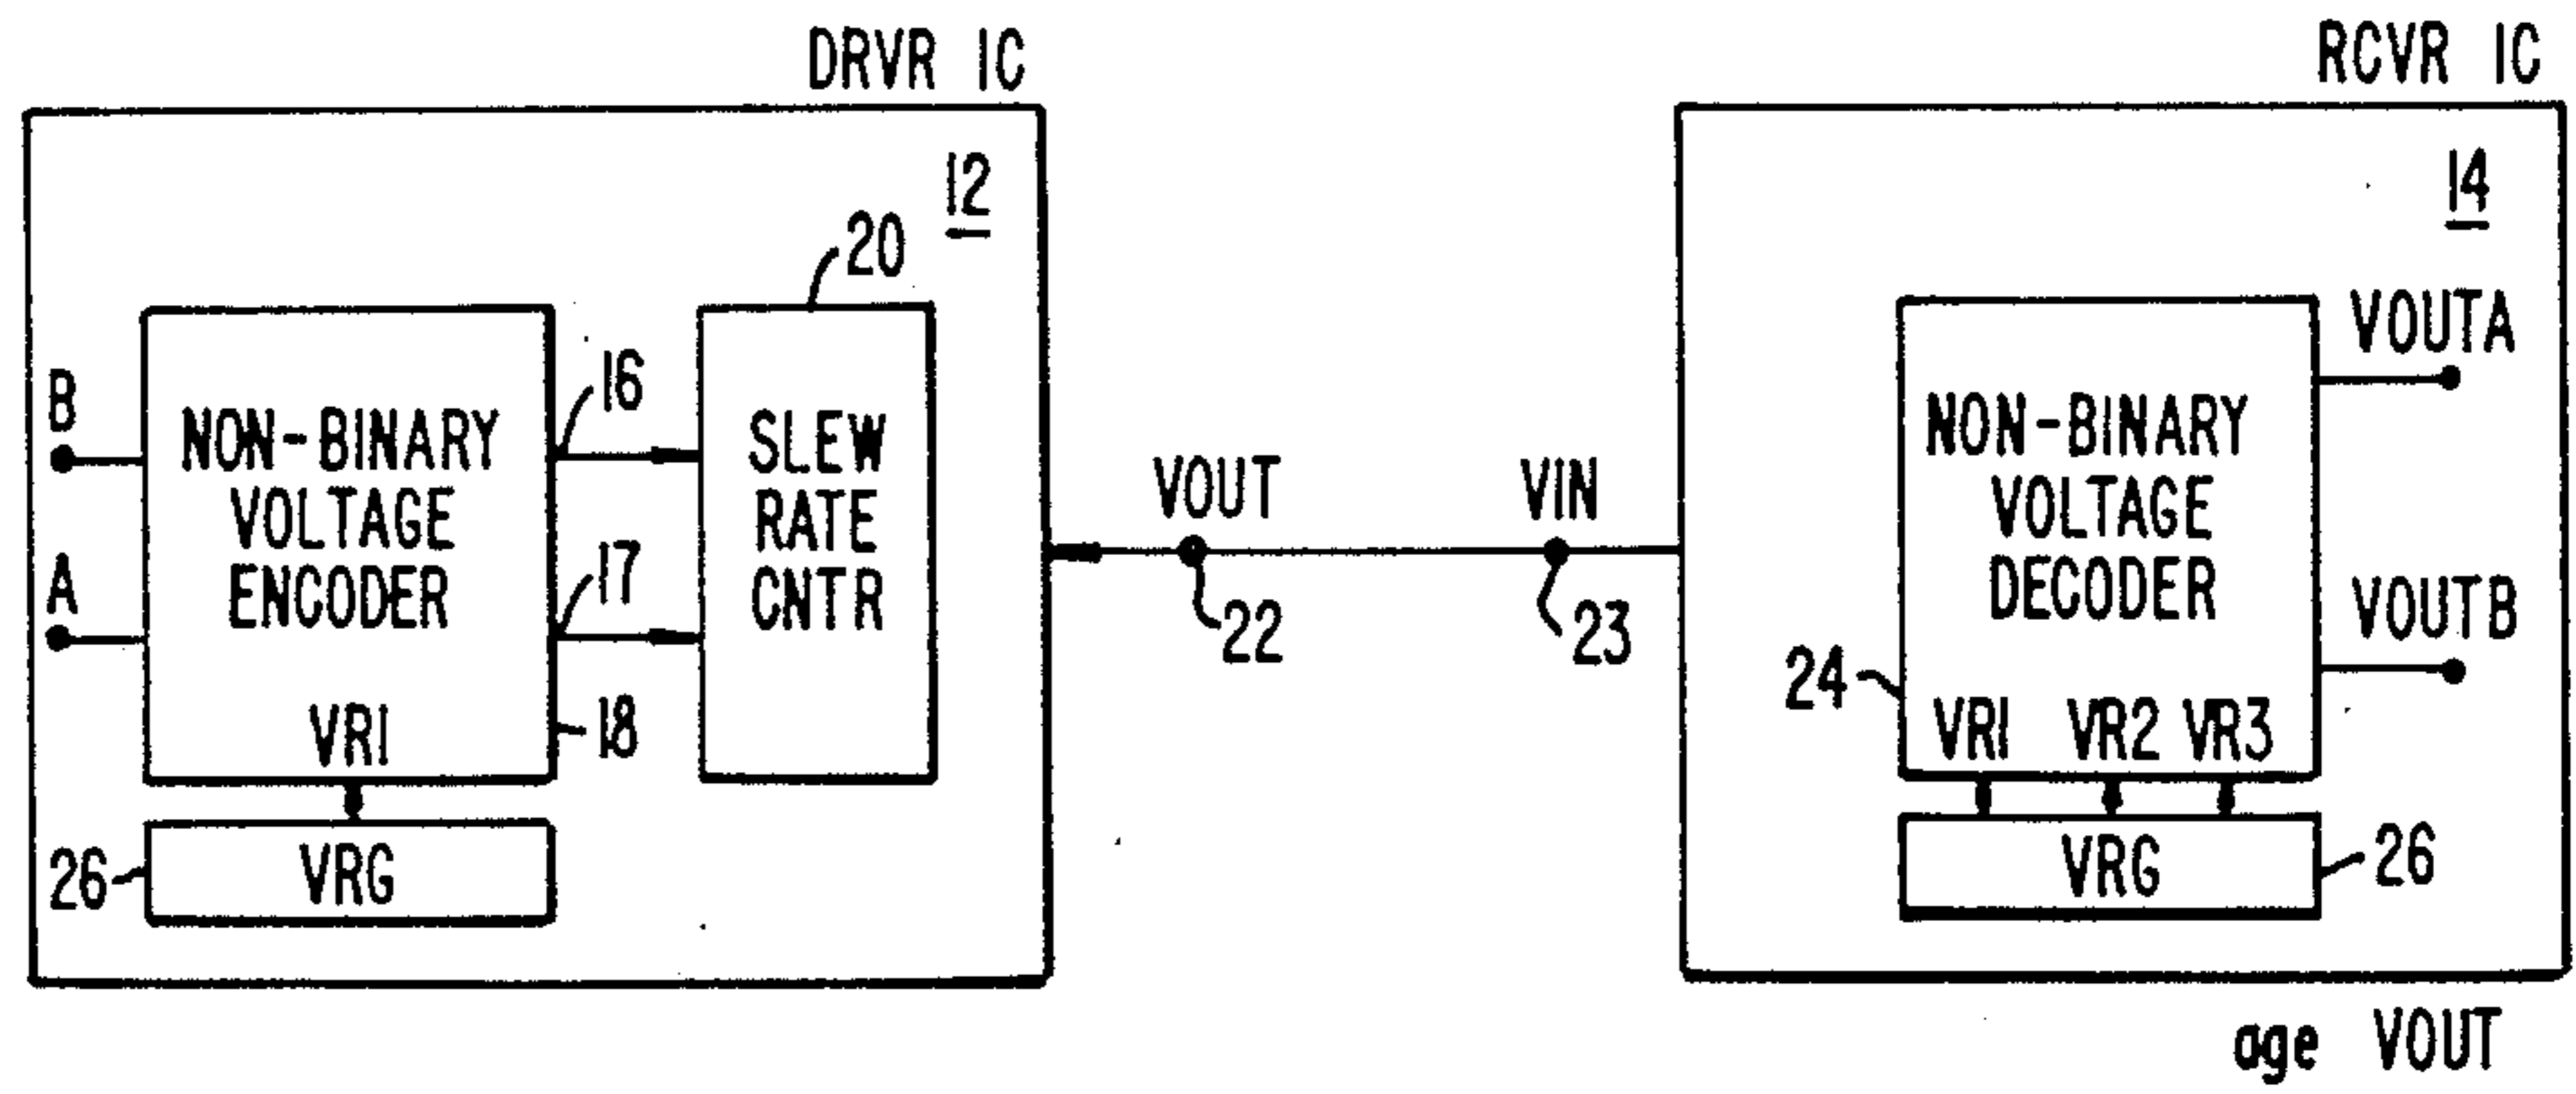 DRVR IC
RCVR IC
12
14
20
B
A
NON-BINARY
VOLTAGE
ENCODER
VR1
16
17
18
SLEW
RATE
CNTR
26
VRG
VOUT
22
VIN
23
NON-BINARY
VOLTAGE
DECODER
24
VR1 VR2 VR3
VOUTA
VOUTB
VRG
26
age VOUT